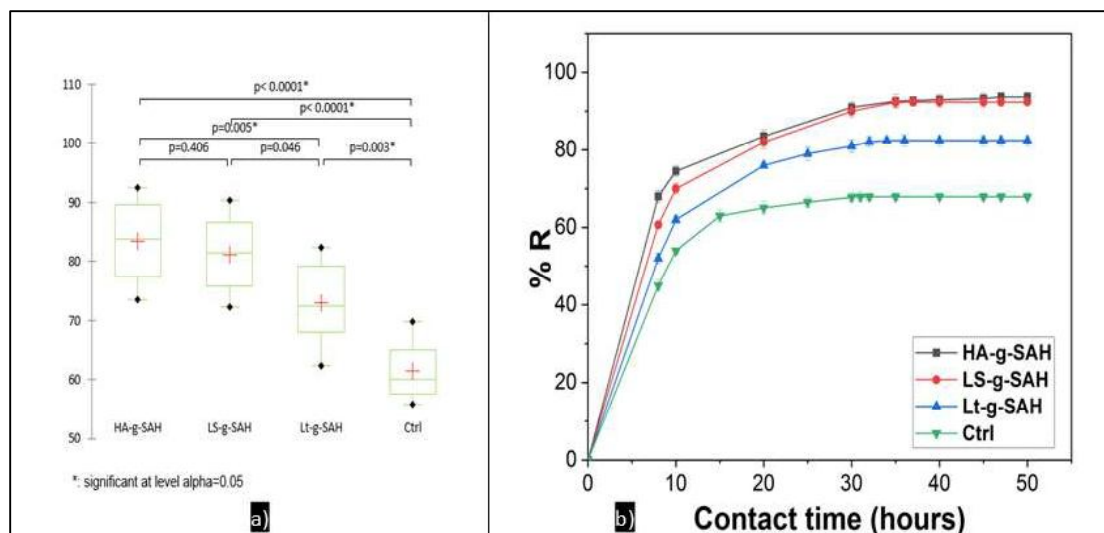 p< 0.0001*
p< 0.0001*
p=0.005*
p=0.406 p=0.046 p=0.003*
110
100
90
80
70
60
50
HA-g-SAH LS-g-SAH Lt-g-SAH Ctrl
*: significant at level alpha=0.05
a)
% R
100
80
60
40
20
0
HA-g-SAH
LS-g-SAH
Lt-g-SAH
Ctrl
0 10 20 30 40 50
b) Contact time (hours)